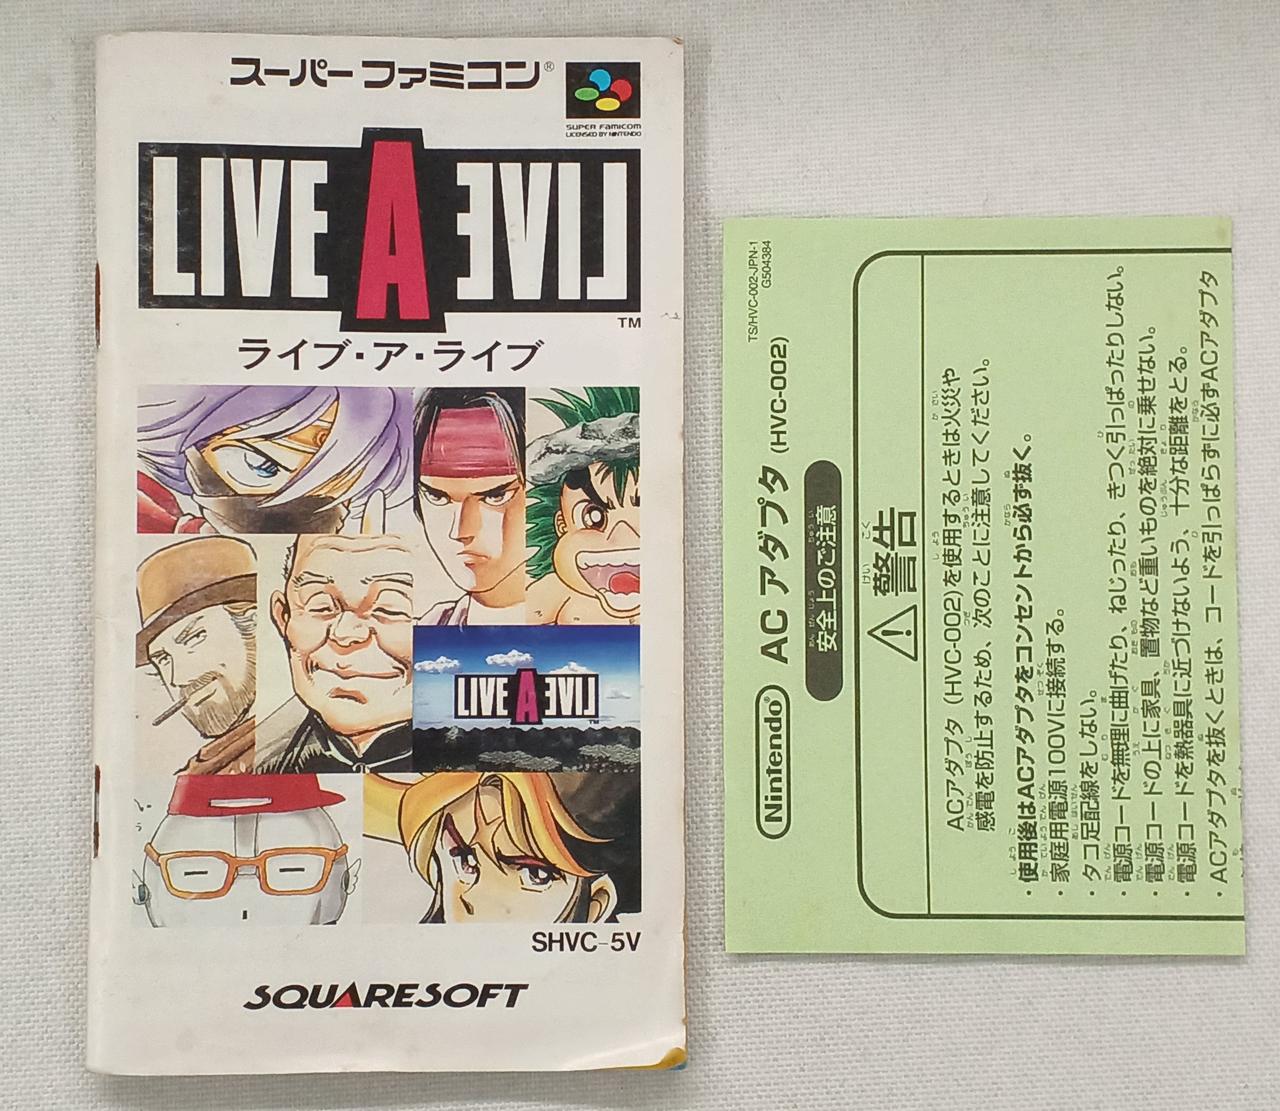 スーパーファミコン®
SUPER FAMICOM
LICENSED BY NINTENDO
LIVE A EVIL
TM
ライブ・ア・ライブ
LIVE A EVIL
TM
SHVC-5V
SQUARESOFT
TS/HVC-002-JPN-1
G504384
Nintendo® ACアダプタ (HVC-002)
安全上のご注意
警告
ACアダプタ (HVC-002)を使用するときは火災や
感電を防止するため、次のことに注意してください。
・使用後はACアダプタをコンセントから必ず抜く。
・家庭用電源100Vに接続する。
・タコ足配線をしない。
・電源コードを無理に曲げたり、ねじったり、きつく引っぱったりしない。
・電源コードの上に家具、置物など重いものを絶対に乗せない。
・電源コードを熱器具に近づけないよう、十分な距離をとる。
・ACアダプタを抜くときは、コードを引っぱらずに必ずACアダプタ